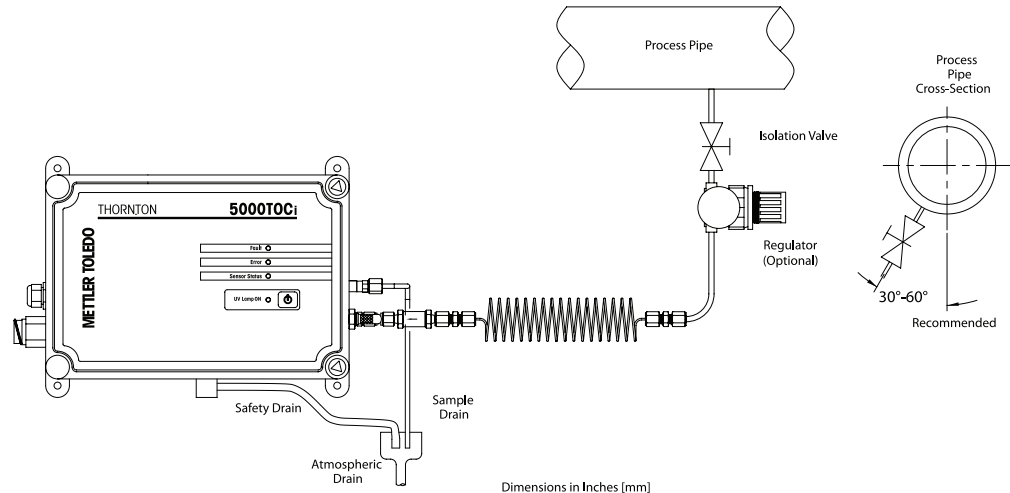 Process Pipe
Process
Pipe
Cross-Section
Isolation Valve
THORNTON
5000TOCi
METTLER TOLEDO
Fault
Error
Sensor Status
UV Lamp ON
Regulator
(Optional)
30°-60°
Recommended
Safety Drain
Sample
Drain
Atmospheric
Drain
Dimensions in Inches [mm]